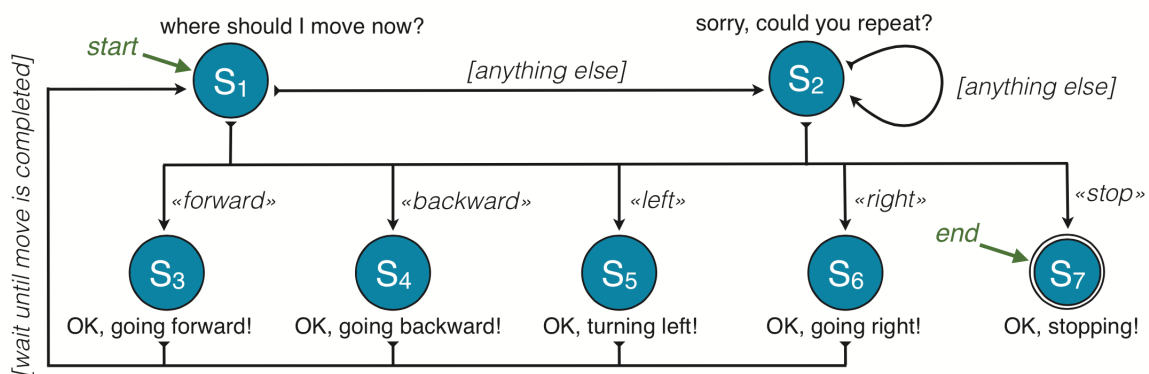 where should I move now?
sorry, could you repeat?
start
S1
[anything else]
S2
[anything else]
[wait until move is completed]
«forward»
«backward»
«left»
«right»
«stop»
end
S3
S4
S5
S6
S7
OK, going forward!
OK, going backward!
OK, turning left!
OK, going right!
OK, stopping!